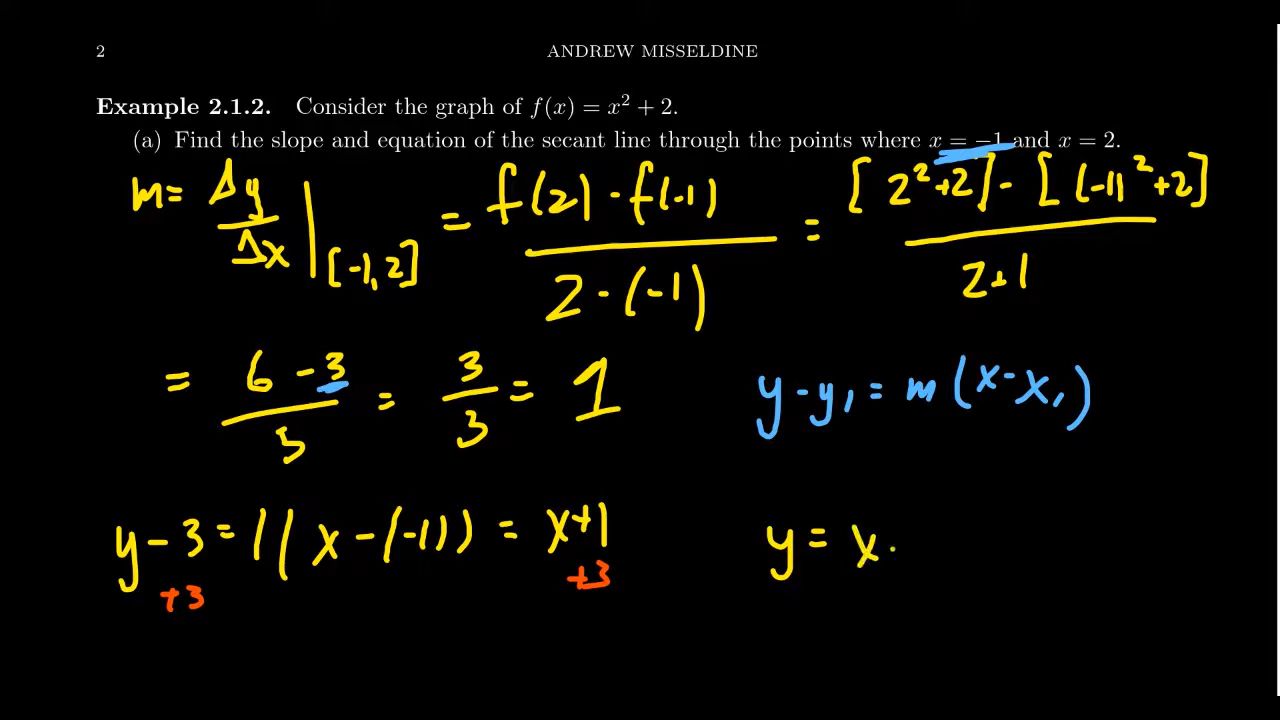 2 ANDREW MISSELDINE
Example 2.1.2. Consider the graph of f(x) = x² + 2.
(a) Find the slope and equation of the secant line through the points where x = −1 and x = 2.
m = Δy/Δx |[-1,2] = (f(2) - f(-1))/(2 - (-1)) = ([2² + 2] - [(-1)² + 2])/(2+1)
= (6 - 3)/3 = 3/3 = 1
y - y₁ = m(x - x₁)
y - 3 = 1(x - (-1)) = x + 1
+3 +3
y = x